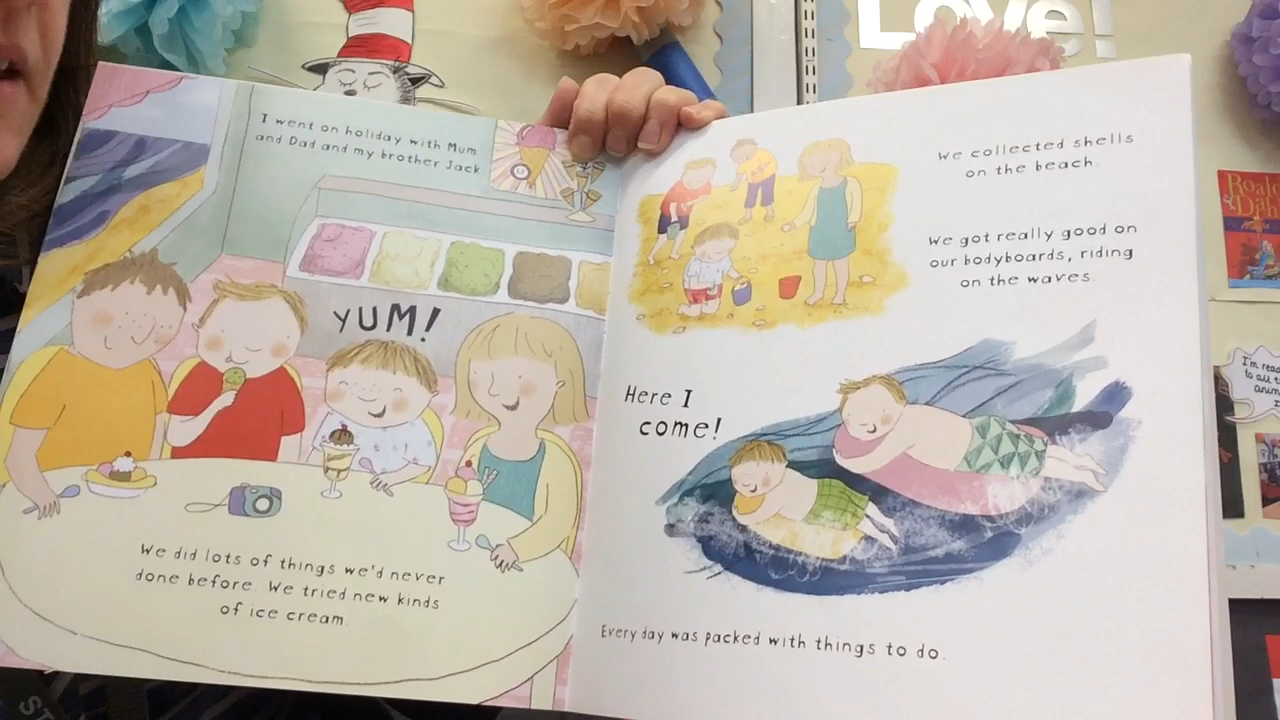 Love!
I went on holiday with Mum
and Dad and my brother Jack
YUM!
We did lots of things we'd never
done before. We tried new kinds
of ice cream.
We collected shells
on the beach.
We got really good on
our bodyboards, riding
on the waves.
Here I
come!
Every day was packed with things to do.
Roald
Dahl
I'm
to